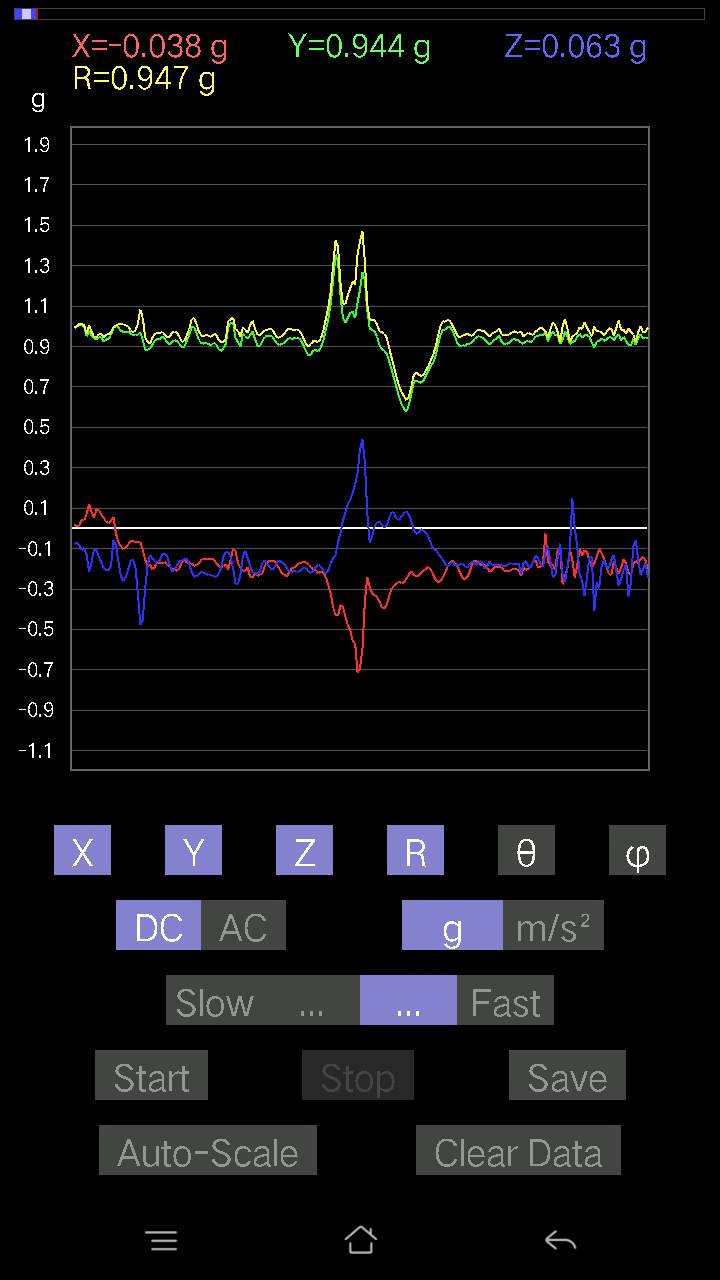 X=-0.038 g Y=0.944 g Z=0.063 g
R=0.947 g
g
1.9
1.7
1.5
1.3
1.1
0.9
0.7
0.5
0.3
0.1
-0.1
-0.3
-0.5
-0.7
-0.9
-1.1
X Y Z R θ φ
DC AC g m/s²
Slow ... ... Fast
Start Stop Save
Auto-Scale Clear Data